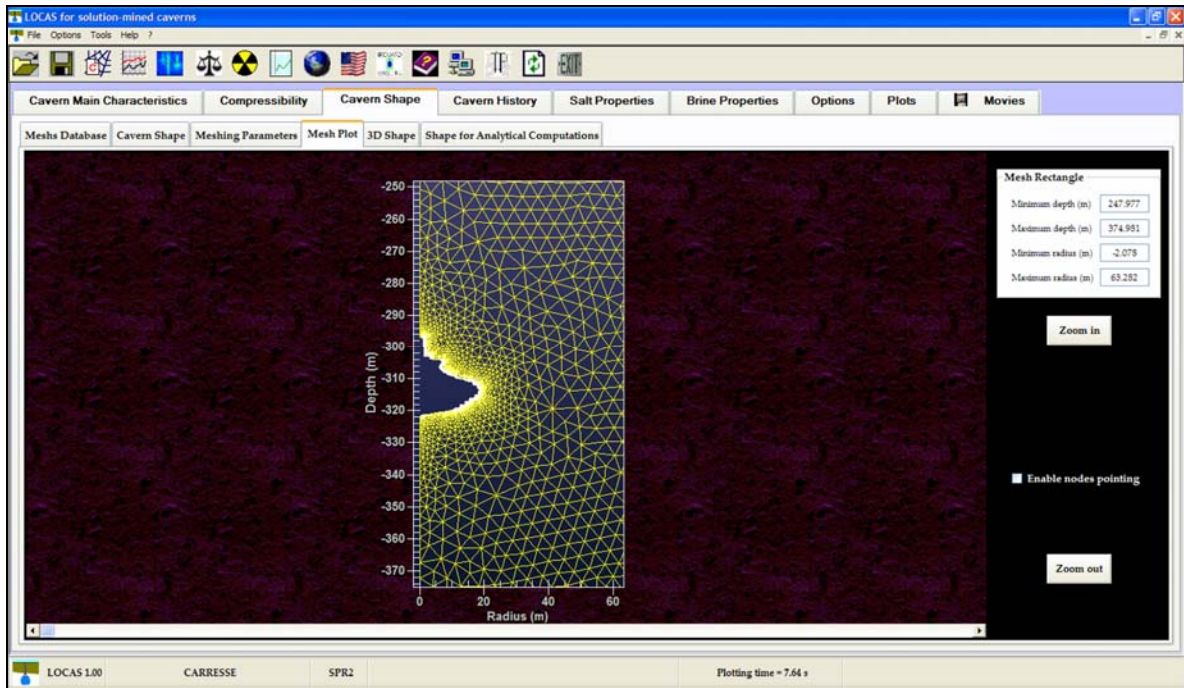 LOCAS for solution-mined caverns
File Options Tools Help ?
EXIT
Cavern Main Characteristics Compressibility Cavern Shape Cavern History Salt Properties Brine Properties Options Plots Movies
Meshs Database Cavern Shape Meshing Parameters Mesh Plot 3D Shape Shape for Analytical Computations
Mesh Rectangle
Minimum depth (m) 247.977
Maximum depth (m) 374.981
Minimum radius (m) -2.078
Maximum radius (m) 63.282
Zoom in
Enable nodes pointing
Zoom out
Depth (m)
-250
-260
-270
-280
-290
-300
-310
-320
-330
-340
-350
-360
-370
0 20 40 60
Radius (m)
LOCAS 1.00 CARRESSE SPR2 Plotting time = 7.64 s